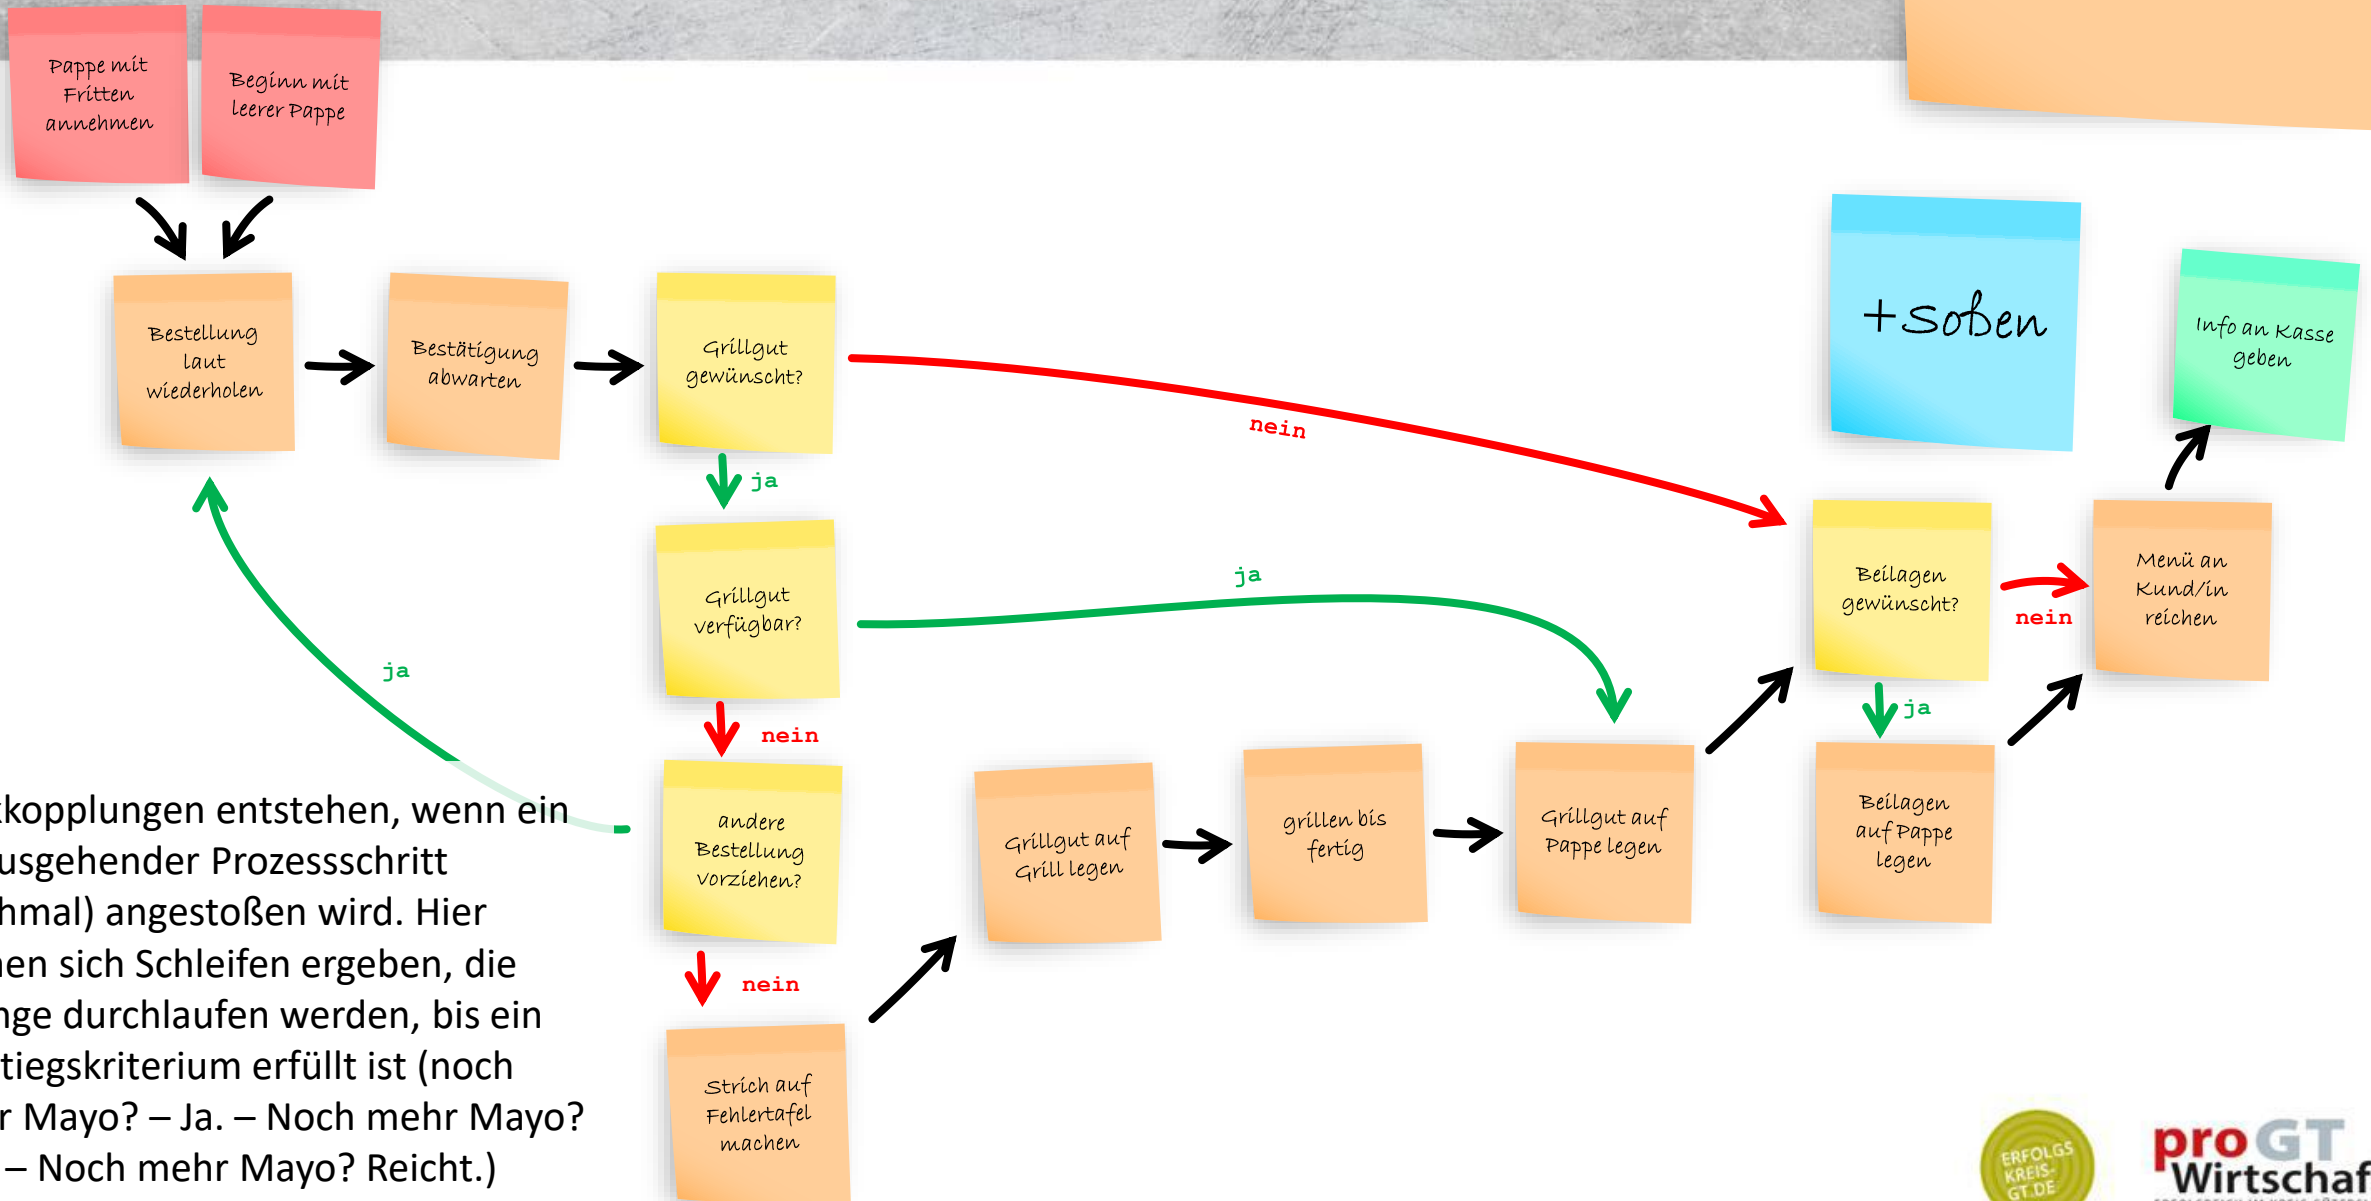 Pappe mit
Fritten
annehmen
Beginn mit
leerer Pappe
Bestellung
laut
wiederholen
Bestätigung
abwarten
Grillgut
gewünscht?
nein
+Soßen
Info an Kasse
geben
ja
Grillgut
verfügbar?
ja
Beilagen
gewünscht?
nein
Menü an
Kund/in
reichen
ja
nein
ja
andere
Bestellung
vorziehen?
Grillgut auf
Grill legen
grillen bis
fertig
Grillgut auf
Pappe legen
Beilagen
auf Pappe
legen
nein
Strich auf
Fehlertafel
machen
kopplungen entstehen, wenn ein
usgehender Prozessschritt
hmal) angestoßen wird. Hier
nen sich Schleifen ergeben, die
nge durchlaufen werden, bis ein
tiegskriterium erfüllt ist (noch
r Mayo? – Ja. – Noch mehr Mayo?
– Noch mehr Mayo? Reicht.)
ERFOLGS
KREIS-
GT.DE
pro GT
Wirtschaf